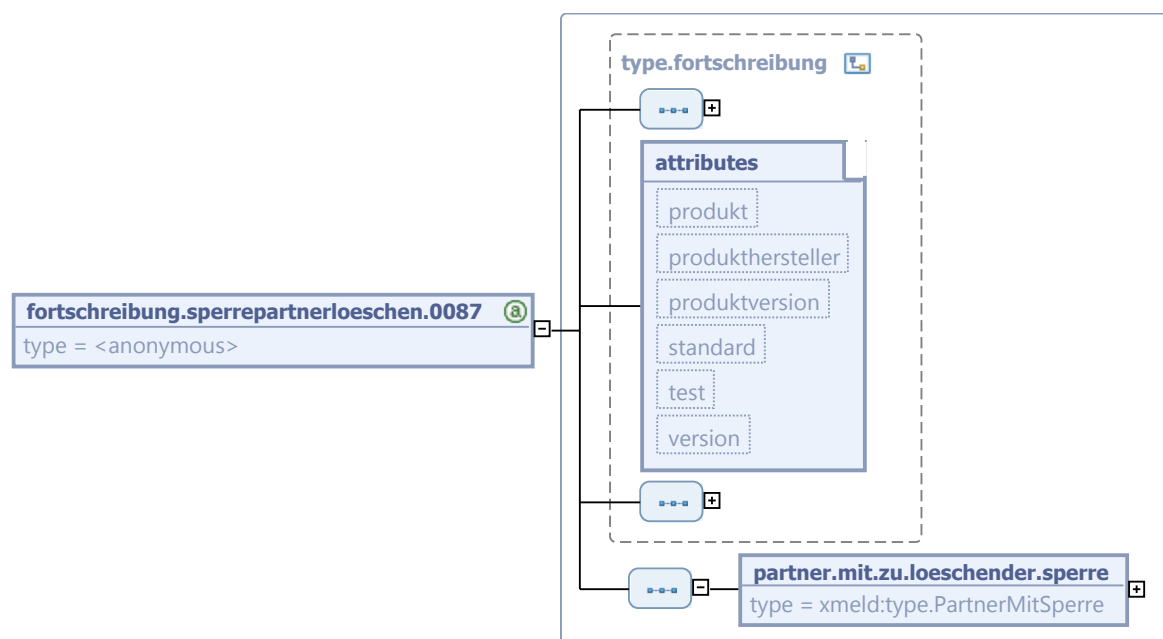 type.fortschreibung
attributes
produkt
produkthersteller
produktversion
standard
test
version
fortschreibung.sperrepartnerloeschen.0087 a
type = <anonymous>
partner.mit.zu.loeschender.sperre
type = xmeld:type.PartnerMitSperre